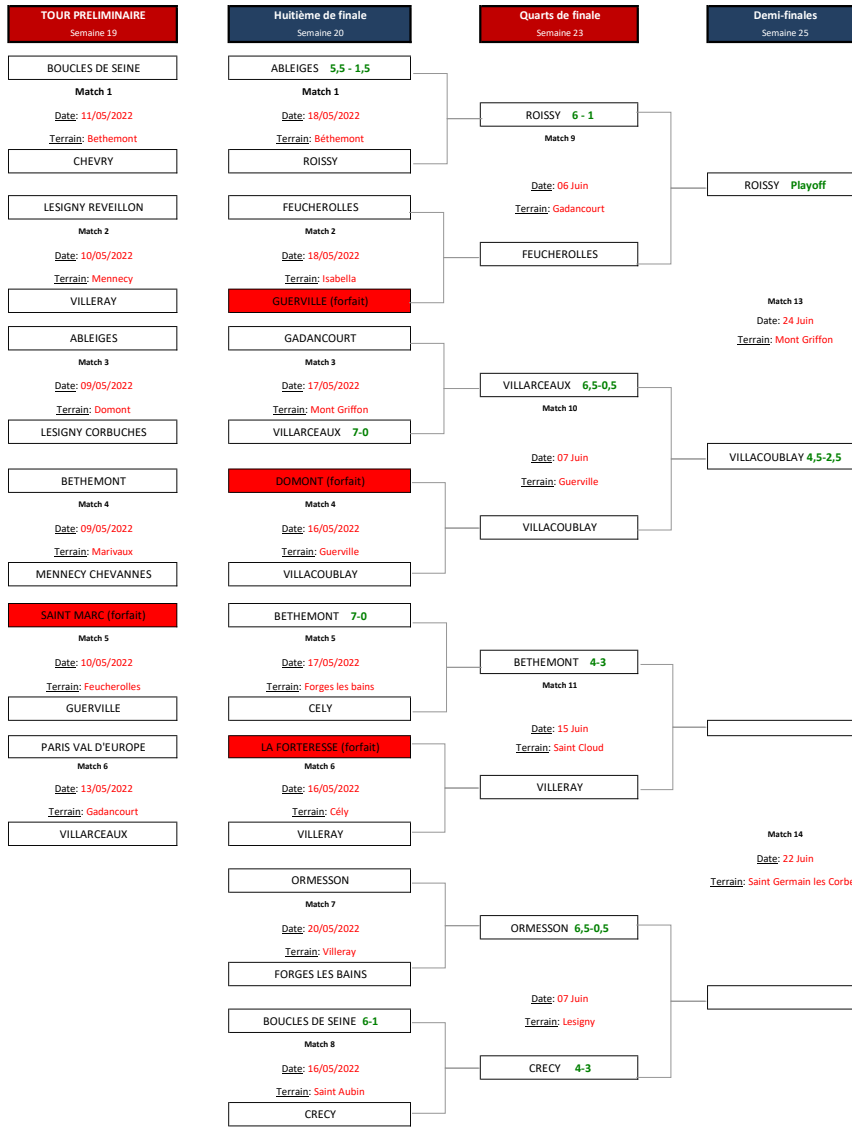 TOUR PRELIMINAIRE
Semaine 19
BOUCLES DE SEINE
Match 1
Date: 11/05/2022
Terrain: Bethemont
CHEVRY
LESIGNY REVEILLON
Match 2
Date: 10/05/2022
Terrain: Mennecy
VILLERAY
ABLEIGES
Match 3
Date: 09/05/2022
Terrain: Domont
LESIGNY CORBUCHES
BETHEMONT
Match 4
Date: 09/05/2022
Terrain: Marivaux
MENNECY CHEVANNES
SAINT MARC (forfait)
Match 5
Date: 10/05/2022
Terrain: Feucherolles
GUERVILLE
PARIS VAL D'EUROPE
Match 6
Date: 13/05/2022
Terrain: Gadancourt
VILLARCEAUX
Huitième de finale
Semaine 20
ABLEIGES 5,5 - 1,5
Match 1
Date: 18/05/2022
Terrain: Béthemont
ROISSY
FEUCHEROLLES
Match 2
Date: 18/05/2022
Terrain: Isabella
GUERVILLE (forfait)
GADANCOURT
Match 3
Date: 17/05/2022
Terrain: Mont Griffon
VILLARCEAUX 7-0
DOMONT (forfait)
Match 4
Date: 16/05/2022
Terrain: Guerville
VILLACOUBLAY
BETHEMONT 7-0
Match 5
Date: 17/05/2022
Terrain: Forges les bains
CELY
LA FORTERESSE (forfait)
Match 6
Date: 16/05/2022
Terrain: Cély
VILLERAY
ORMESSON
Match 7
Date: 20/05/2022
Terrain: Villeray
FORGES LES BAINS
BOUCLES DE SEINE 6-1
Match 8
Date: 16/05/2022
Terrain: Saint Aubin
CRECY
Quarts de finale
Semaine 23
ROISSY 6 - 1
Match 9
Date: 06 Juin
Terrain: Gadancourt
FEUCHEROLLES
VILLARCEAUX 6,5-0,5
Match 10
Date: 07 Juin
Terrain: Guerville
VILLACOUBLAY
BETHEMONT 4-3
Match 11
Date: 15 Juin
Terrain: Saint Cloud
VILLERAY
ORMESSON 6,5-0,5
Date: 07 Juin
Terrain: Lesigny
CRECY 4-3
Demi-finales
Semaine 25
ROISSY Playoff
Match 13
Date: 24 Juin
Terrain: Mont Griffon
VILLACOUBLAY 4,5-2,5
Match 14
Date: 22 Juin
Terrain: Saint Germain les Corbe